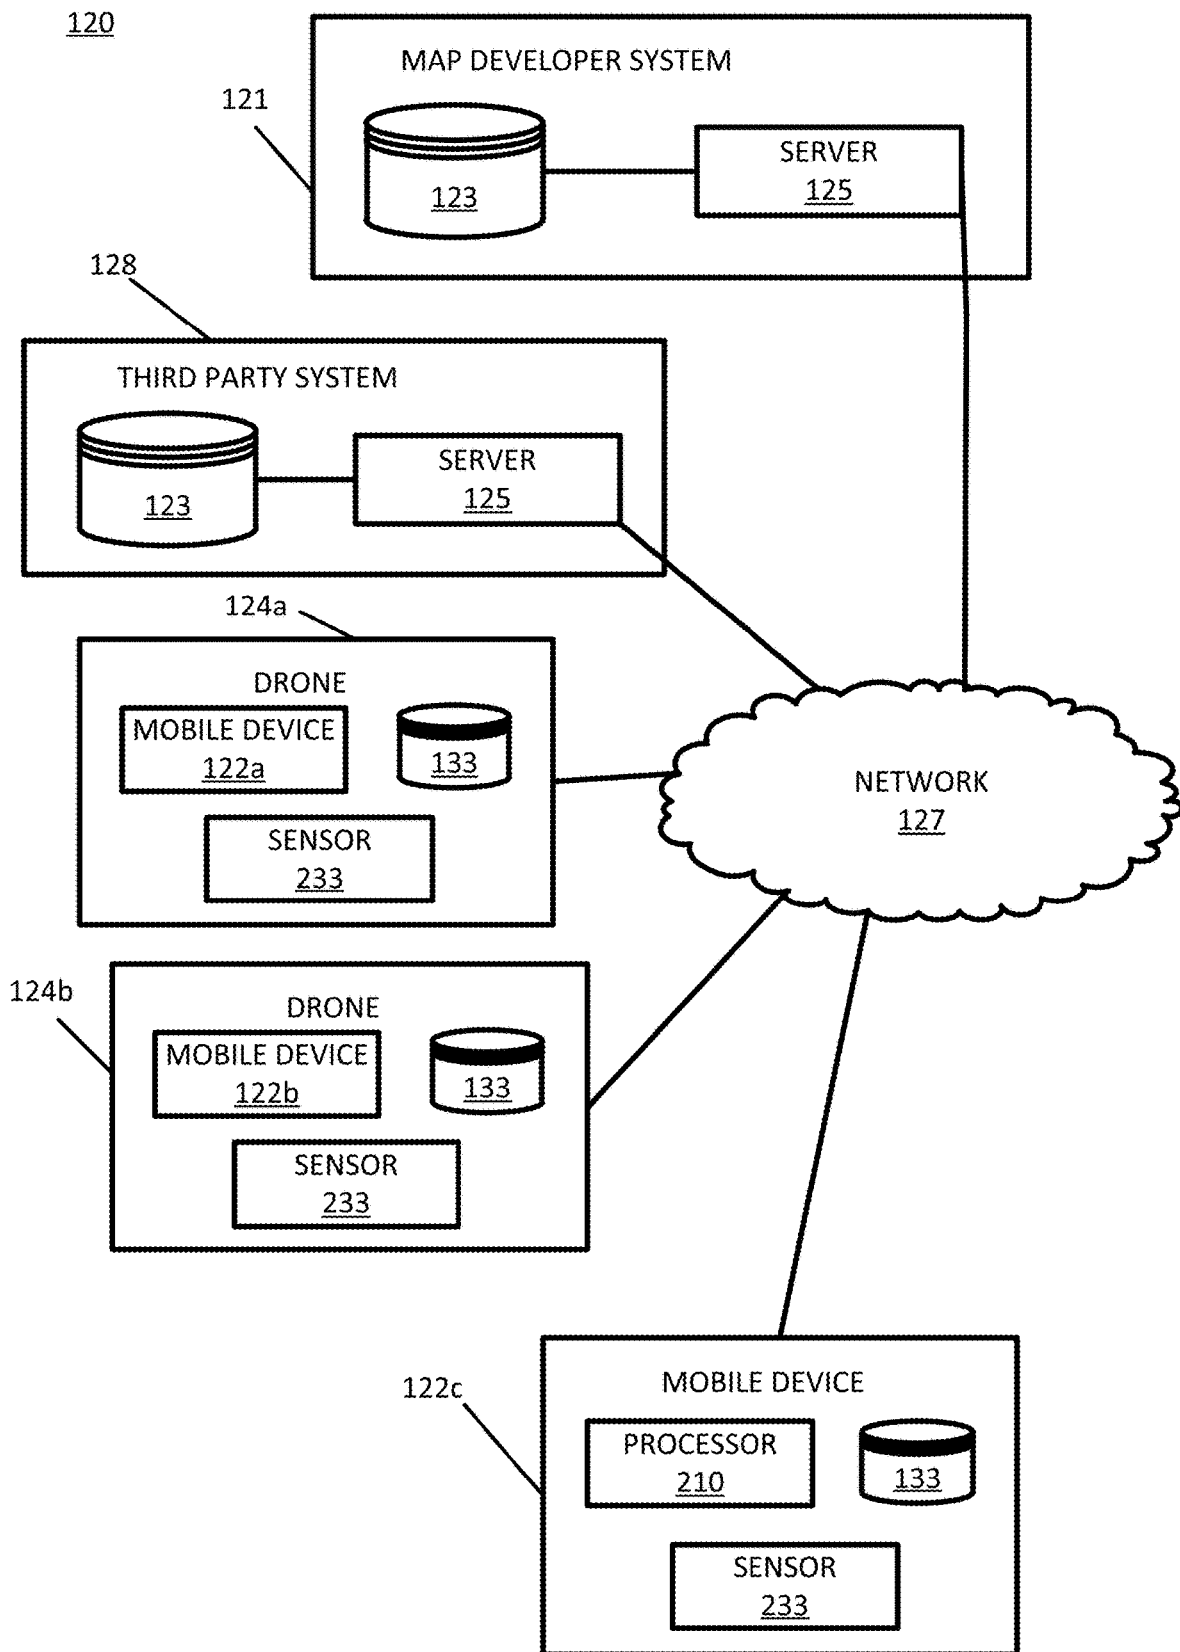 120
MAP DEVELOPER SYSTEM
121
SERVER
123
125
128
THIRD PARTY SYSTEM
SERVER
123
125
124a
DRONE
MOBILE DEVICE
122a
133
SENSOR
233
NETWORK
127
124b
DRONE
MOBILE DEVICE
122b
133
SENSOR
233
122c
MOBILE DEVICE
PROCESSOR
210
133
SENSOR
233